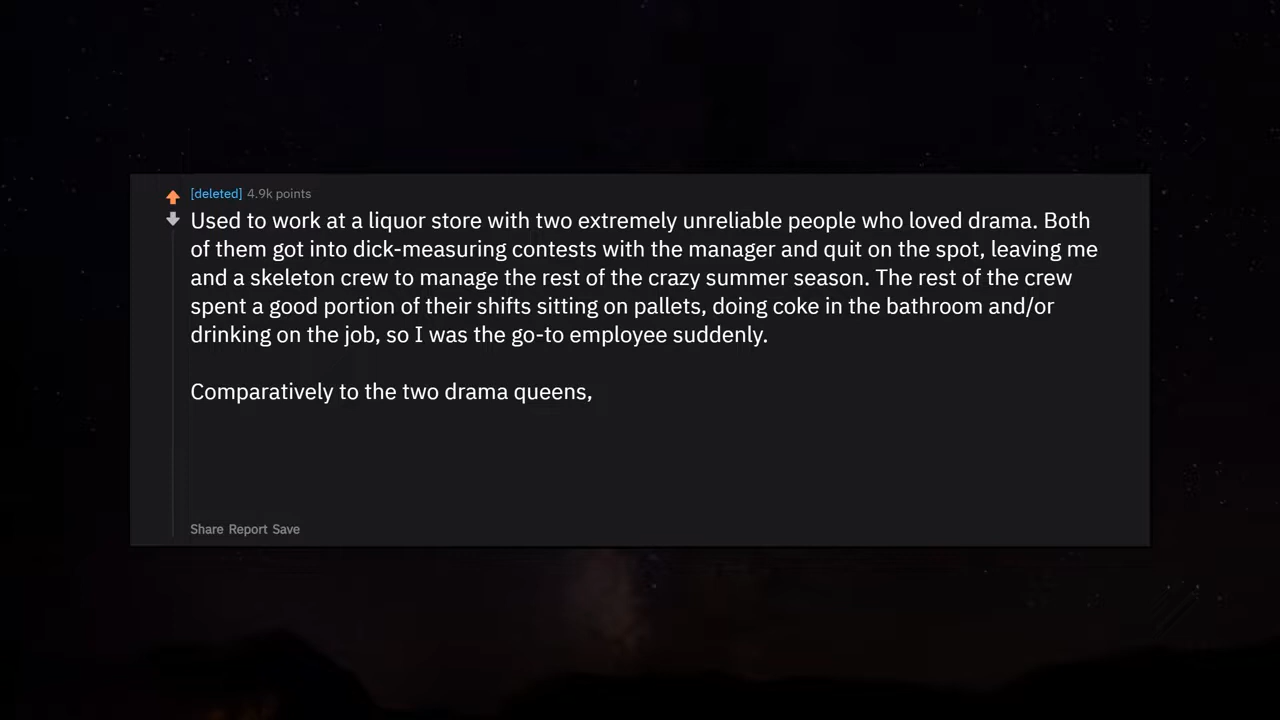 [deleted] 4.9k points
Used to work at a liquor store with two extremely unreliable people who loved drama. Both
of them got into dick-measuring contests with the manager and quit on the spot, leaving me
and a skeleton crew to manage the rest of the crazy summer season. The rest of the crew
spent a good portion of their shifts sitting on pallets, doing coke in the bathroom and/or
drinking on the job, so I was the go-to employee suddenly.
Comparatively to the two drama queens,
Share Report Save